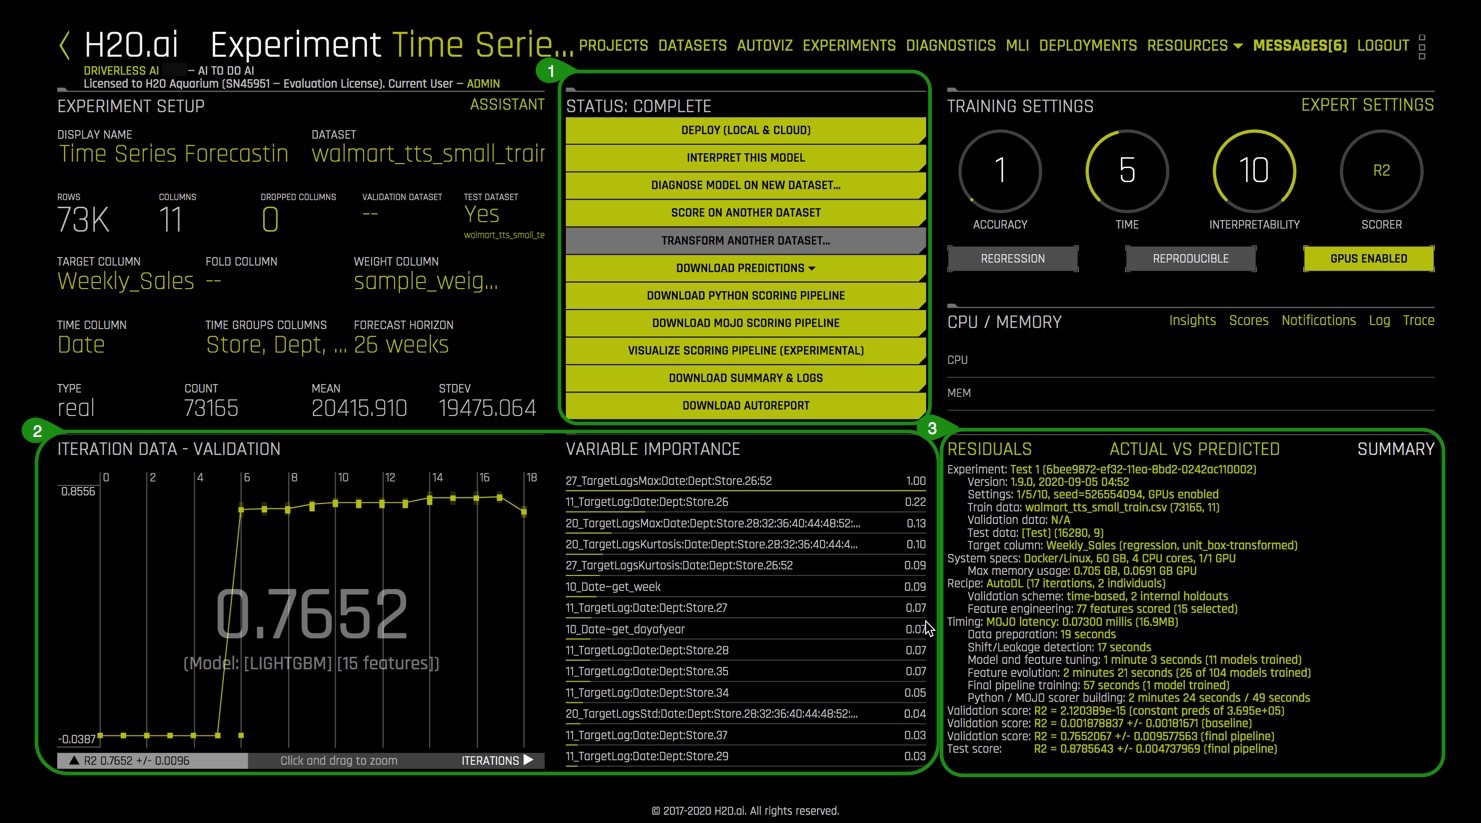 H2O.ai Experiment Time Serie...
PROJECTS DATASETS AUTOVIZ EXPERIMENTS DIAGNOSTICS MLI DEPLOYMENTS RESOURCES MESSAGES[6] LOGOUT
DRIVERLESS AI — AI TO DO AI
Licensed to H2O Aquarium (SN45951 – Evaluation License). Current User – ADMIN
1
EXPERIMENT SETUP ASSISTANT
DISPLAY NAME DATASET
Time Series Forecastin walmart_tts_small_train
ROWS COLUMNS DROPPED COLUMNS VALIDATION DATASET TEST DATASET
73K 11 0 -- Yes
walmart_tts_small_te
TARGET COLUMN FOLD COLUMN WEIGHT COLUMN
Weekly_Sales -- sample_weig...
TIME COLUMN TIME GROUPS COLUMNS FORECAST HORIZON
Date Store, Dept, ... 26 weeks
TYPE COUNT MEAN STDEV
real 73165 20415.910 19475.064
STATUS: COMPLETE
DEPLOY (LOCAL & CLOUD)
INTERPRET THIS MODEL
DIAGNOSE MODEL ON NEW DATASET...
SCORE ON ANOTHER DATASET
TRANSFORM ANOTHER DATASET...
DOWNLOAD PREDICTIONS
DOWNLOAD PYTHON SCORING PIPELINE
DOWNLOAD MOJO SCORING PIPELINE
VISUALIZE SCORING PIPELINE (EXPERIMENTAL)
DOWNLOAD SUMMARY & LOGS
DOWNLOAD AUTOREPORT
TRAINING SETTINGS EXPERT SETTINGS
1 5 10 R2
ACCURACY TIME INTERPRETABILITY SCORER
REGRESSION REPRODUCIBLE GPUS ENABLED
CPU / MEMORY Insights Scores Notifications Log Trace
CPU
MEM
2
ITERATION DATA - VALIDATION
0 2 4 6 8 10 12 14 16 18
0.8556
0.7652
(Model: [LIGHTGBM] [15 features])
-0.0387
R2 0.7652 +/- 0.0096 Click and drag to zoom ITERATIONS
VARIABLE IMPORTANCE
27_TargetLagsMax:Date:Dept:Store.26:52 1.00
11_TargetLag:Date:Dept:Store.26 0.22
20_TargetLagsMax:Date:Dept:Store.28:32:36:40:44:48:52:... 0.13
20_TargetLagsKurtosis:Date:Dept:Store.28:32:36:40:44:4... 0.10
27_TargetLagsKurtosis:Date:Dept:Store.26:52 0.09
10_Date~get_week 0.09
11_TargetLag:Date:Dept:Store.27 0.07
10_Date~get_dayofyear 0.07
11_TargetLag:Date:Dept:Store.28 0.07
11_TargetLag:Date:Dept:Store.35 0.07
11_TargetLag:Date:Dept:Store.34 0.05
20_TargetLagsStd:Date:Dept:Store.28:32:36:40:44:48:52:... 0.04
11_TargetLag:Date:Dept:Store.37 0.03
11_TargetLag:Date:Dept:Store.29 0.03
3
RESIDUALS ACTUAL VS PREDICTED SUMMARY
Experiment: Test 1 (6bee9872-ef32-11ea-8bd2-0242ac110002)
Version: 1.9.0, 2020-09-05 04:52
Settings: 1/5/10, seed=526554094, GPUs enabled
Train data: walmart_tts_small_train.csv (73165, 11)
Validation data: N/A
Test data: [Test] (16280, 9)
Target column: Weekly_Sales (regression, unit_box-transformed)
System specs: Docker/Linux, 60 GB, 4 CPU cores, 1/1 GPU
Max memory usage: 0.705 GB, 0.0691 GB GPU
Recipe: AutoDL (17 iterations, 2 individuals)
Validation scheme: time-based, 2 internal holdouts
Feature engineering: 77 features scored (15 selected)
Timing: MOJO latency: 0.07300 millis (16.9MB)
Data preparation: 19 seconds
Shift/Leakage detection: 17 seconds
Model and feature tuning: 1 minute 3 seconds (11 models trained)
Feature evolution: 2 minutes 21 seconds (26 of 104 models trained)
Final pipeline training: 57 seconds (1 model trained)
Python / MOJO scorer building: 2 minutes 24 seconds / 49 seconds
Validation score: R2 = 2.120389e-15 (constant preds of 3.695e+05)
Validation score: R2 = 0.001878837 +/- 0.00181671 (baseline)
Validation score: R2 = 0.7652067 +/- 0.009577563 (final pipeline)
Test score: R2 = 0.8785643 +/- 0.004737969 (final pipeline)
© 2017-2020 H2O.ai. All rights reserved.